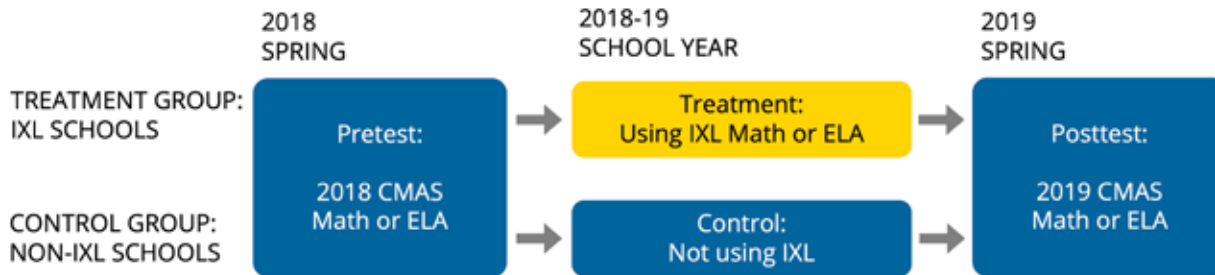 2018
SPRING
2018-19
SCHOOL YEAR
2019
SPRING
TREATMENT GROUP:
IXL SCHOOLS
CONTROL GROUP:
NON-IXL SCHOOLS
Pretest:
2018 CMAS
Math or ELA
Treatment:
Using IXL Math or ELA
Control:
Not using IXL
Posttest:
2019 CMAS
Math or ELA